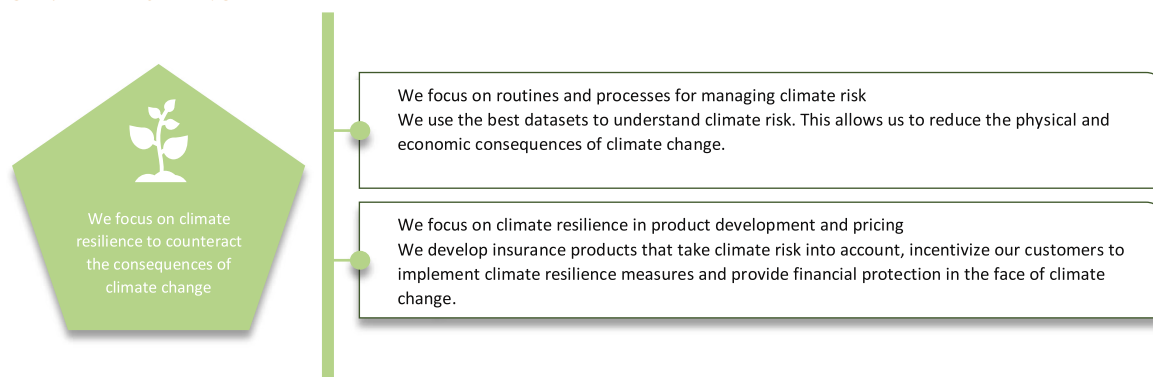 We focus on climate
resilience to counteract
the consequences of
climate change
We focus on routines and processes for managing climate risk
We use the best datasets to understand climate risk. This allows us to reduce the physical and
economic consequences of climate change.
We focus on climate resilience in product development and pricing
We develop insurance products that take climate risk into account, incentivize our customers to
implement climate resilience measures and provide financial protection in the face of climate
change.